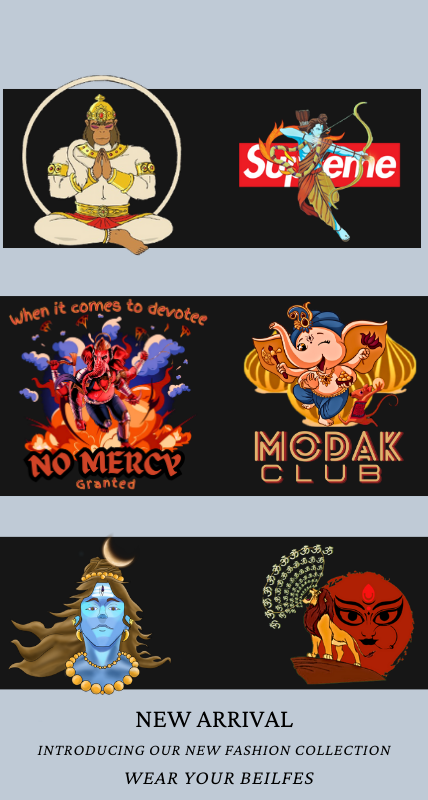 Supreme
When it comes to devotee
NO MERCY
Granted
MODAK
CLUB
NEW ARRIVAL
INTRODUCING OUR NEW FASHION COLLECTION
WEAR YOUR BEILFES